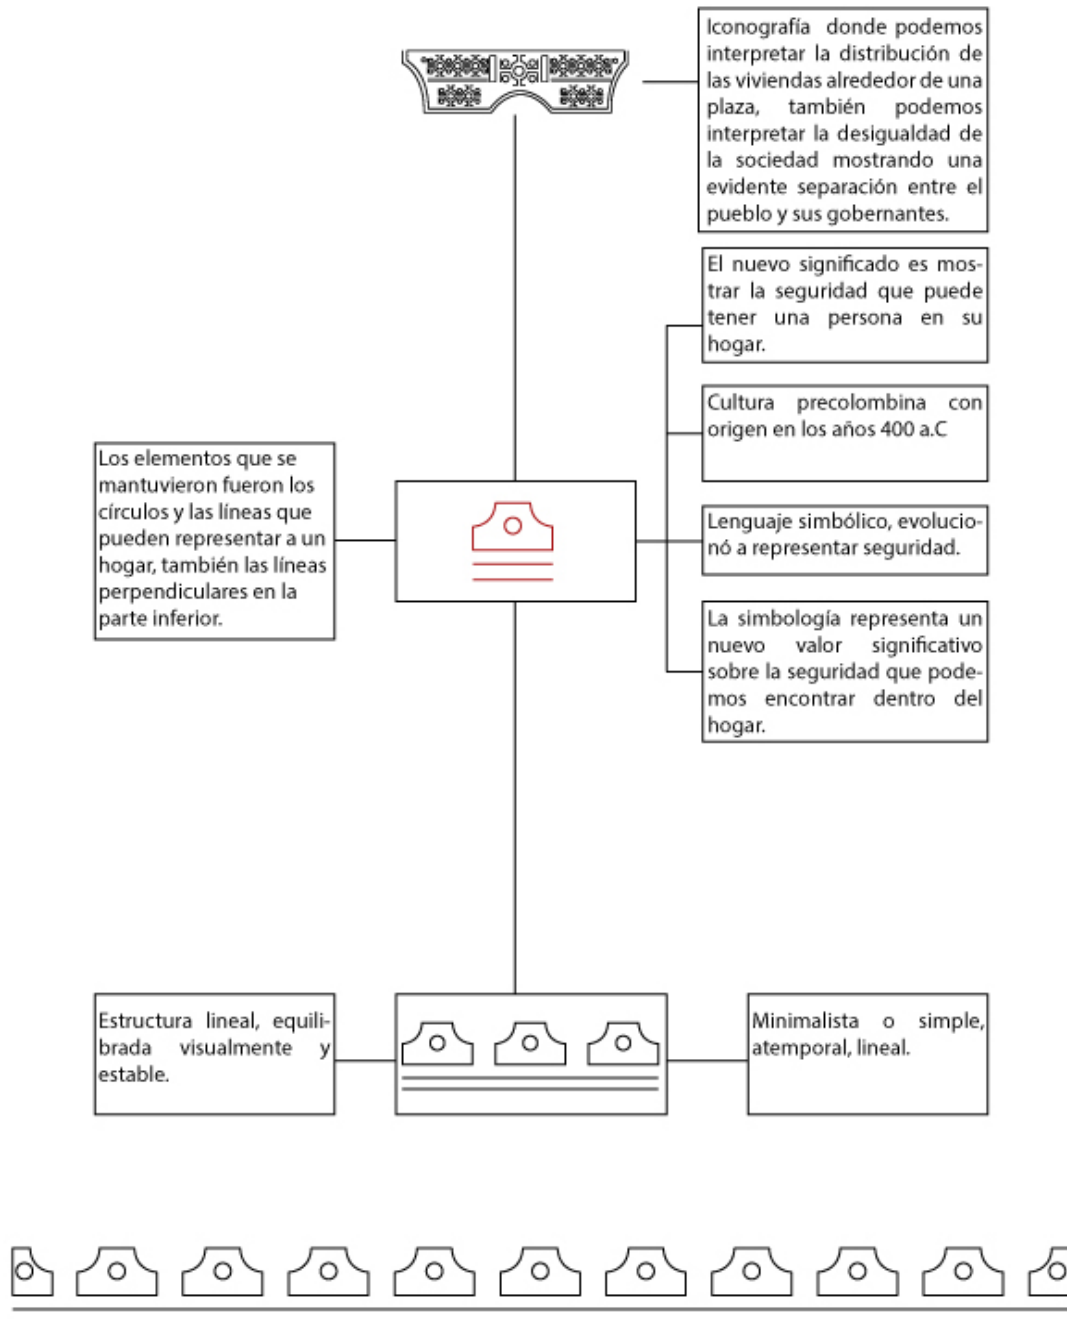 Iconografía donde podemos
interpretar la distribución de
las viviendas alrededor de una
plaza, también podemos
interpretar la desigualdad de
la sociedad mostrando una
evidente separación entre el
pueblo y sus gobernantes.
El nuevo significado es mos-
trar la seguridad que puede
tener una persona en su
hogar.
Cultura precolombina con
origen en los años 400 a.C
Los elementos que se
mantuvieron fueron los
círculos y las líneas que
pueden representar a un
hogar, también las líneas
perpendiculares en la
parte inferior.
Lenguaje simbólico, evolucio-
nó a representar seguridad.
La simbología representa un
nuevo valor significativo
sobre la seguridad que pode-
mos encontrar dentro del
hogar.
Estructura lineal, equili-
brada visualmente y
estable.
Minimalista o simple,
atemporal, lineal.